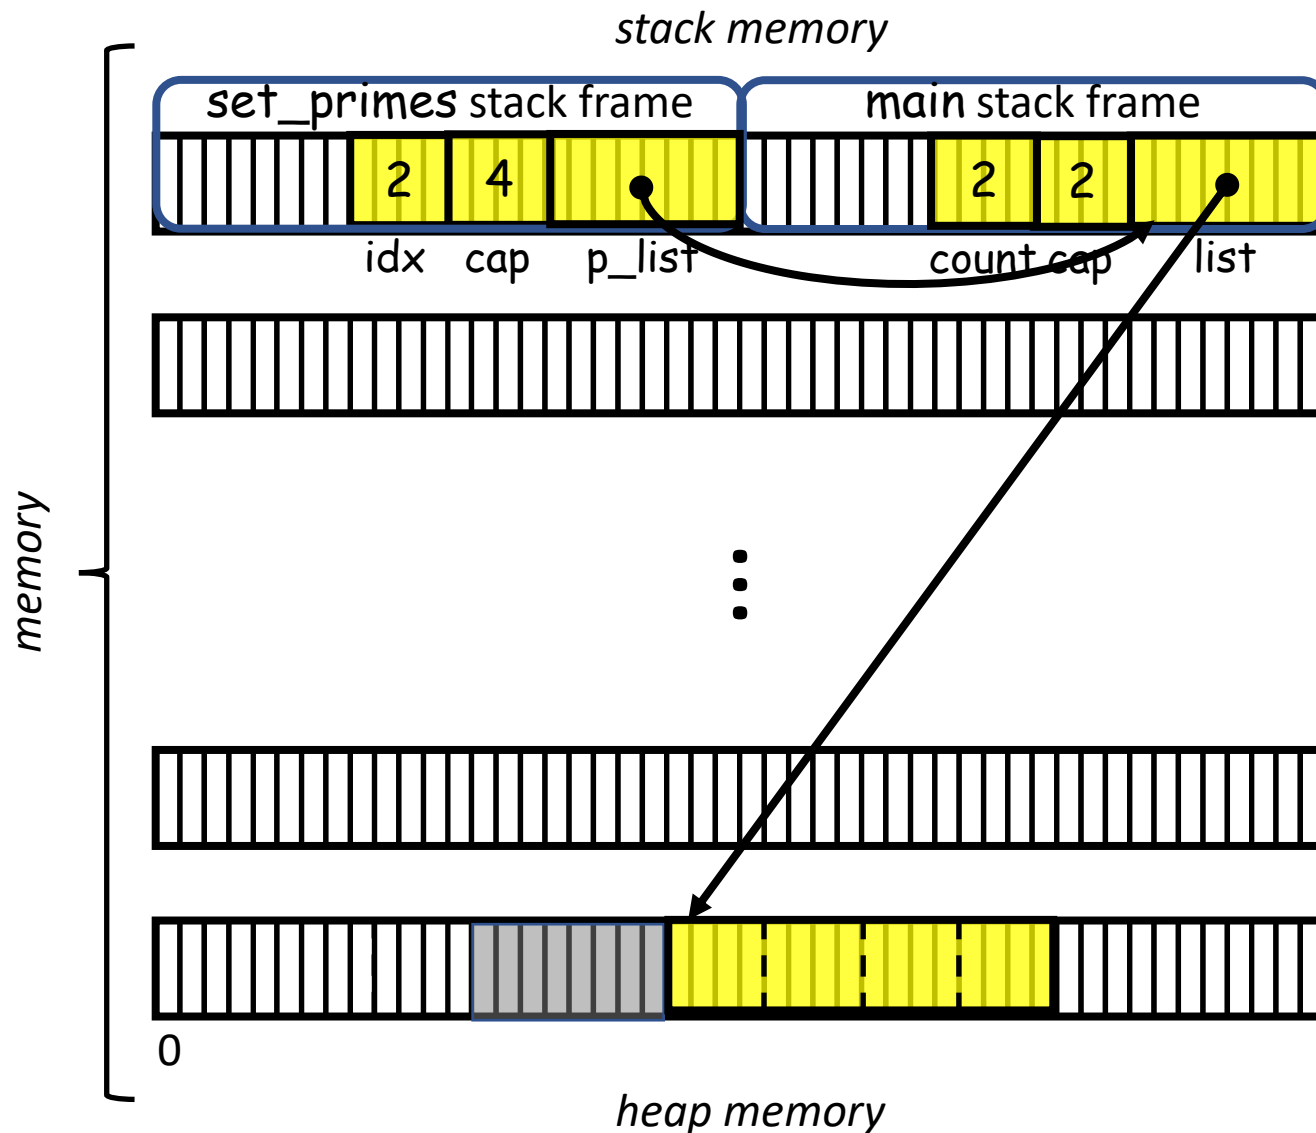 stack memory
set_primes stack frame
main stack frame
2 4 2 2
idx cap p_list count cap list
memory
0
heap memory